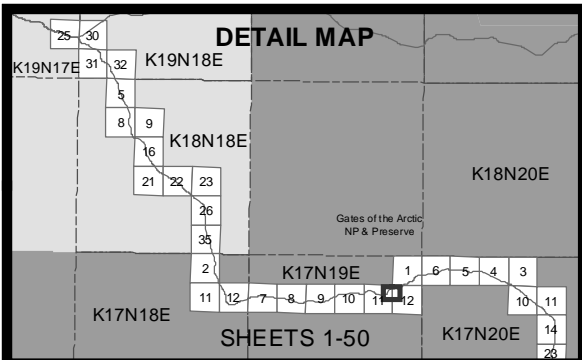 DETAIL MAP
25 30
K19N17E 31 32 K19N18E
5
8 9
K18N18E
16
21 22 23
K18N20E
26
Gates of the Arctic
NP & Preserve
35
2 K17N19E 1 6 5 4 3
11 12 7 8 9 10 11 12 10 11
K17N18E SHEETS 1-50 K17N20E 14
23